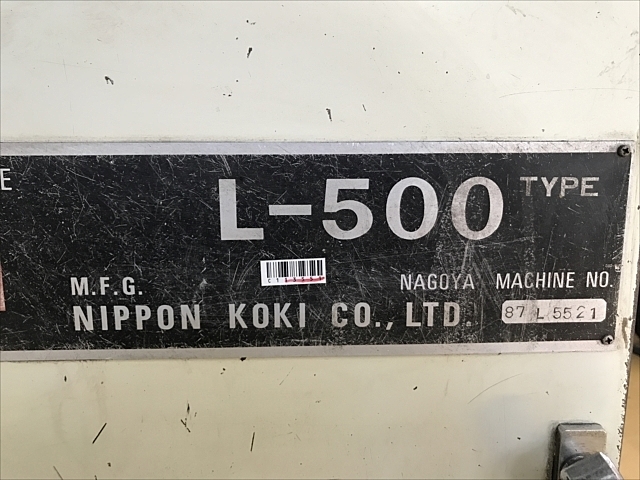 E
L-500 TYPE
M.F.G. NAGOYA MACHINE NO.
NIPPON KOKI CO., LTD. 87 L 5521